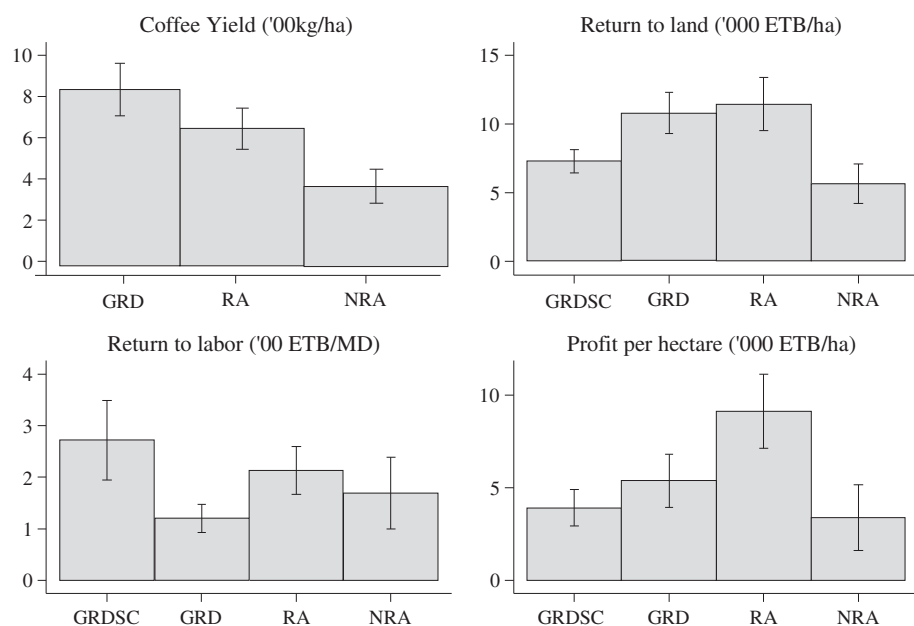 Coffee Yield ('00kg/ha)
10
8
6
4
2
0
GRD RA NRA
Return to land ('000 ETB/ha)
15
10
5
0
GRDSC GRD RA NRA
Return to labor ('00 ETB/MD)
4
3
2
1
0
GRDSC GRD RA NRA
Profit per hectare ('000 ETB/ha)
10
5
0
GRDSC GRD RA NRA